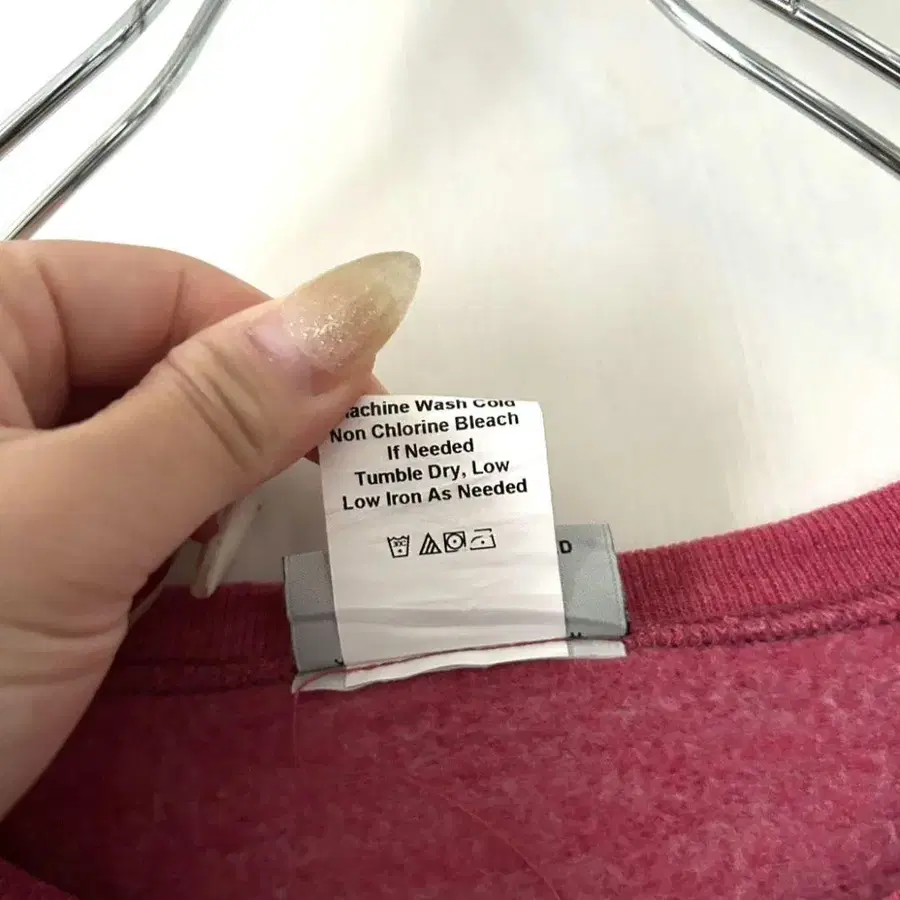 Machine Wash Cold
Non Chlorine Bleach
If Needed
Tumble Dry, Low
Low Iron As Needed
D